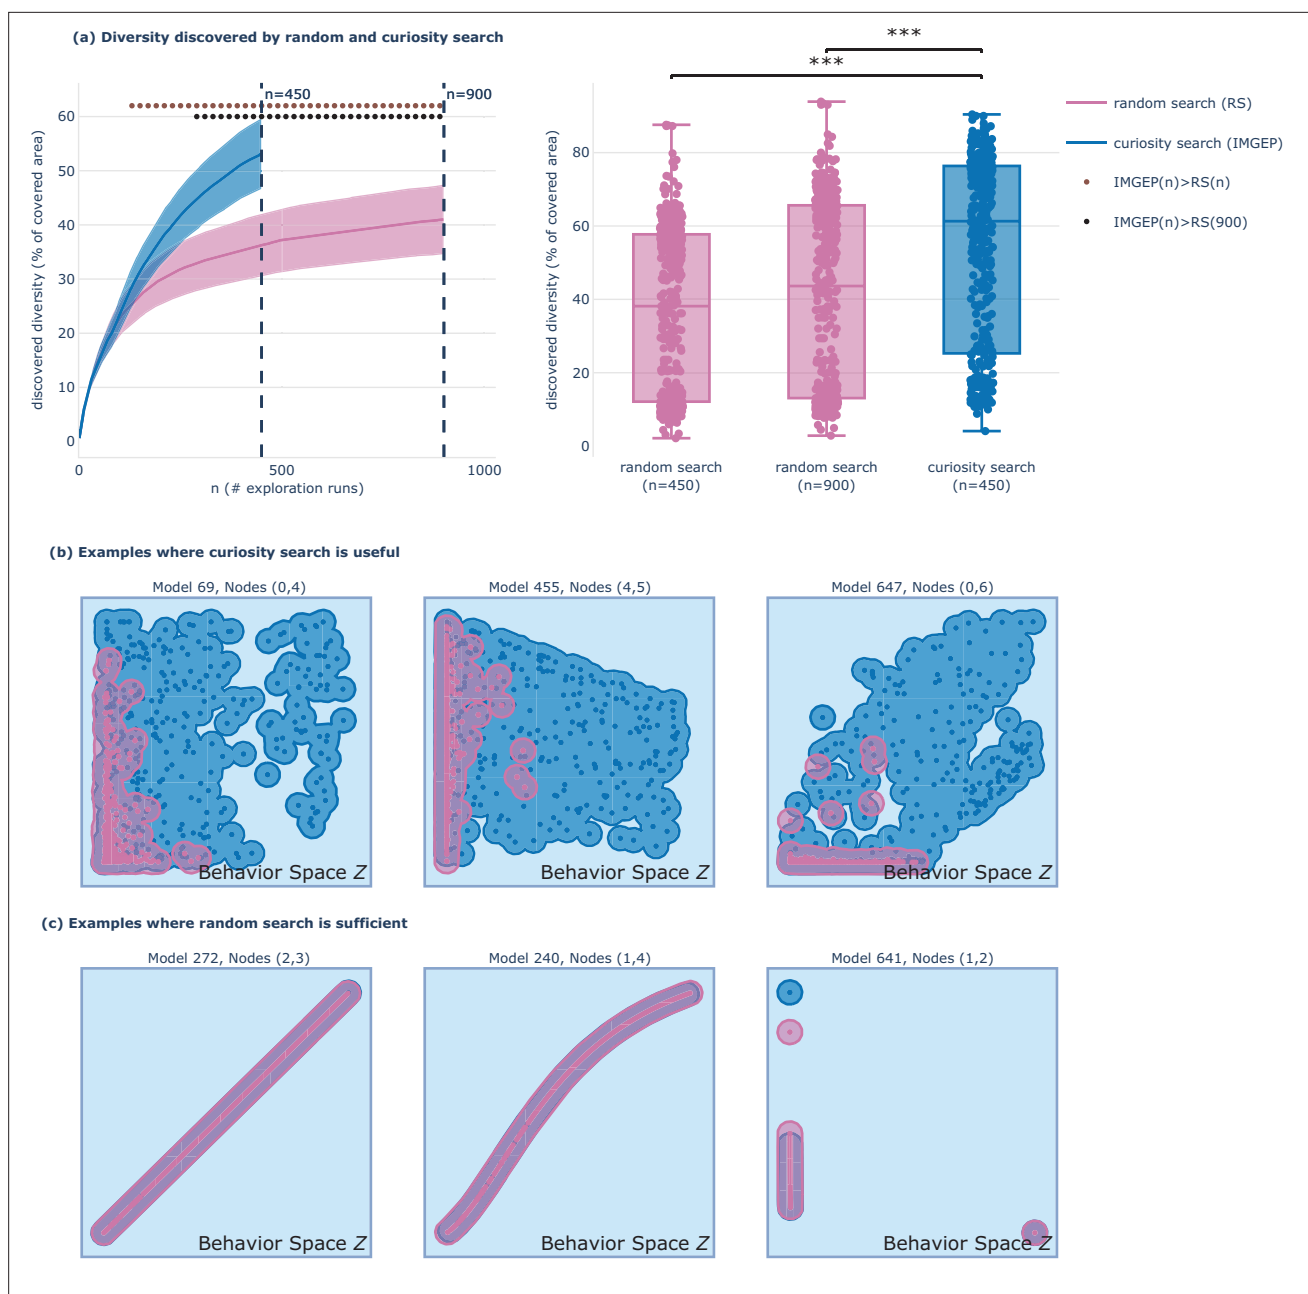 (a) Diversity discovered by random and curiosity search
n=450
n=900
60
50
40
30
20
10
0
discovered diversity (% of covered area)
0
500
1000
n (# exploration runs)
***
***
80
60
40
20
0
discovered diversity (% of covered area)
random search
(n=450)
random search
(n=900)
curiosity search
(n=450)
random search (RS)
curiosity search (IMGEP)
IMGEP(n)>RS(n)
IMGEP(n)>RS(900)
(b) Examples where curiosity search is useful
Model 69, Nodes (0,4)
Behavior Space Z
Model 455, Nodes (4,5)
Behavior Space Z
Model 647, Nodes (0,6)
Behavior Space Z
(c) Examples where random search is sufficient
Model 272, Nodes (2,3)
Behavior Space Z
Model 240, Nodes (1,4)
Behavior Space Z
Model 641, Nodes (1,2)
Behavior Space Z